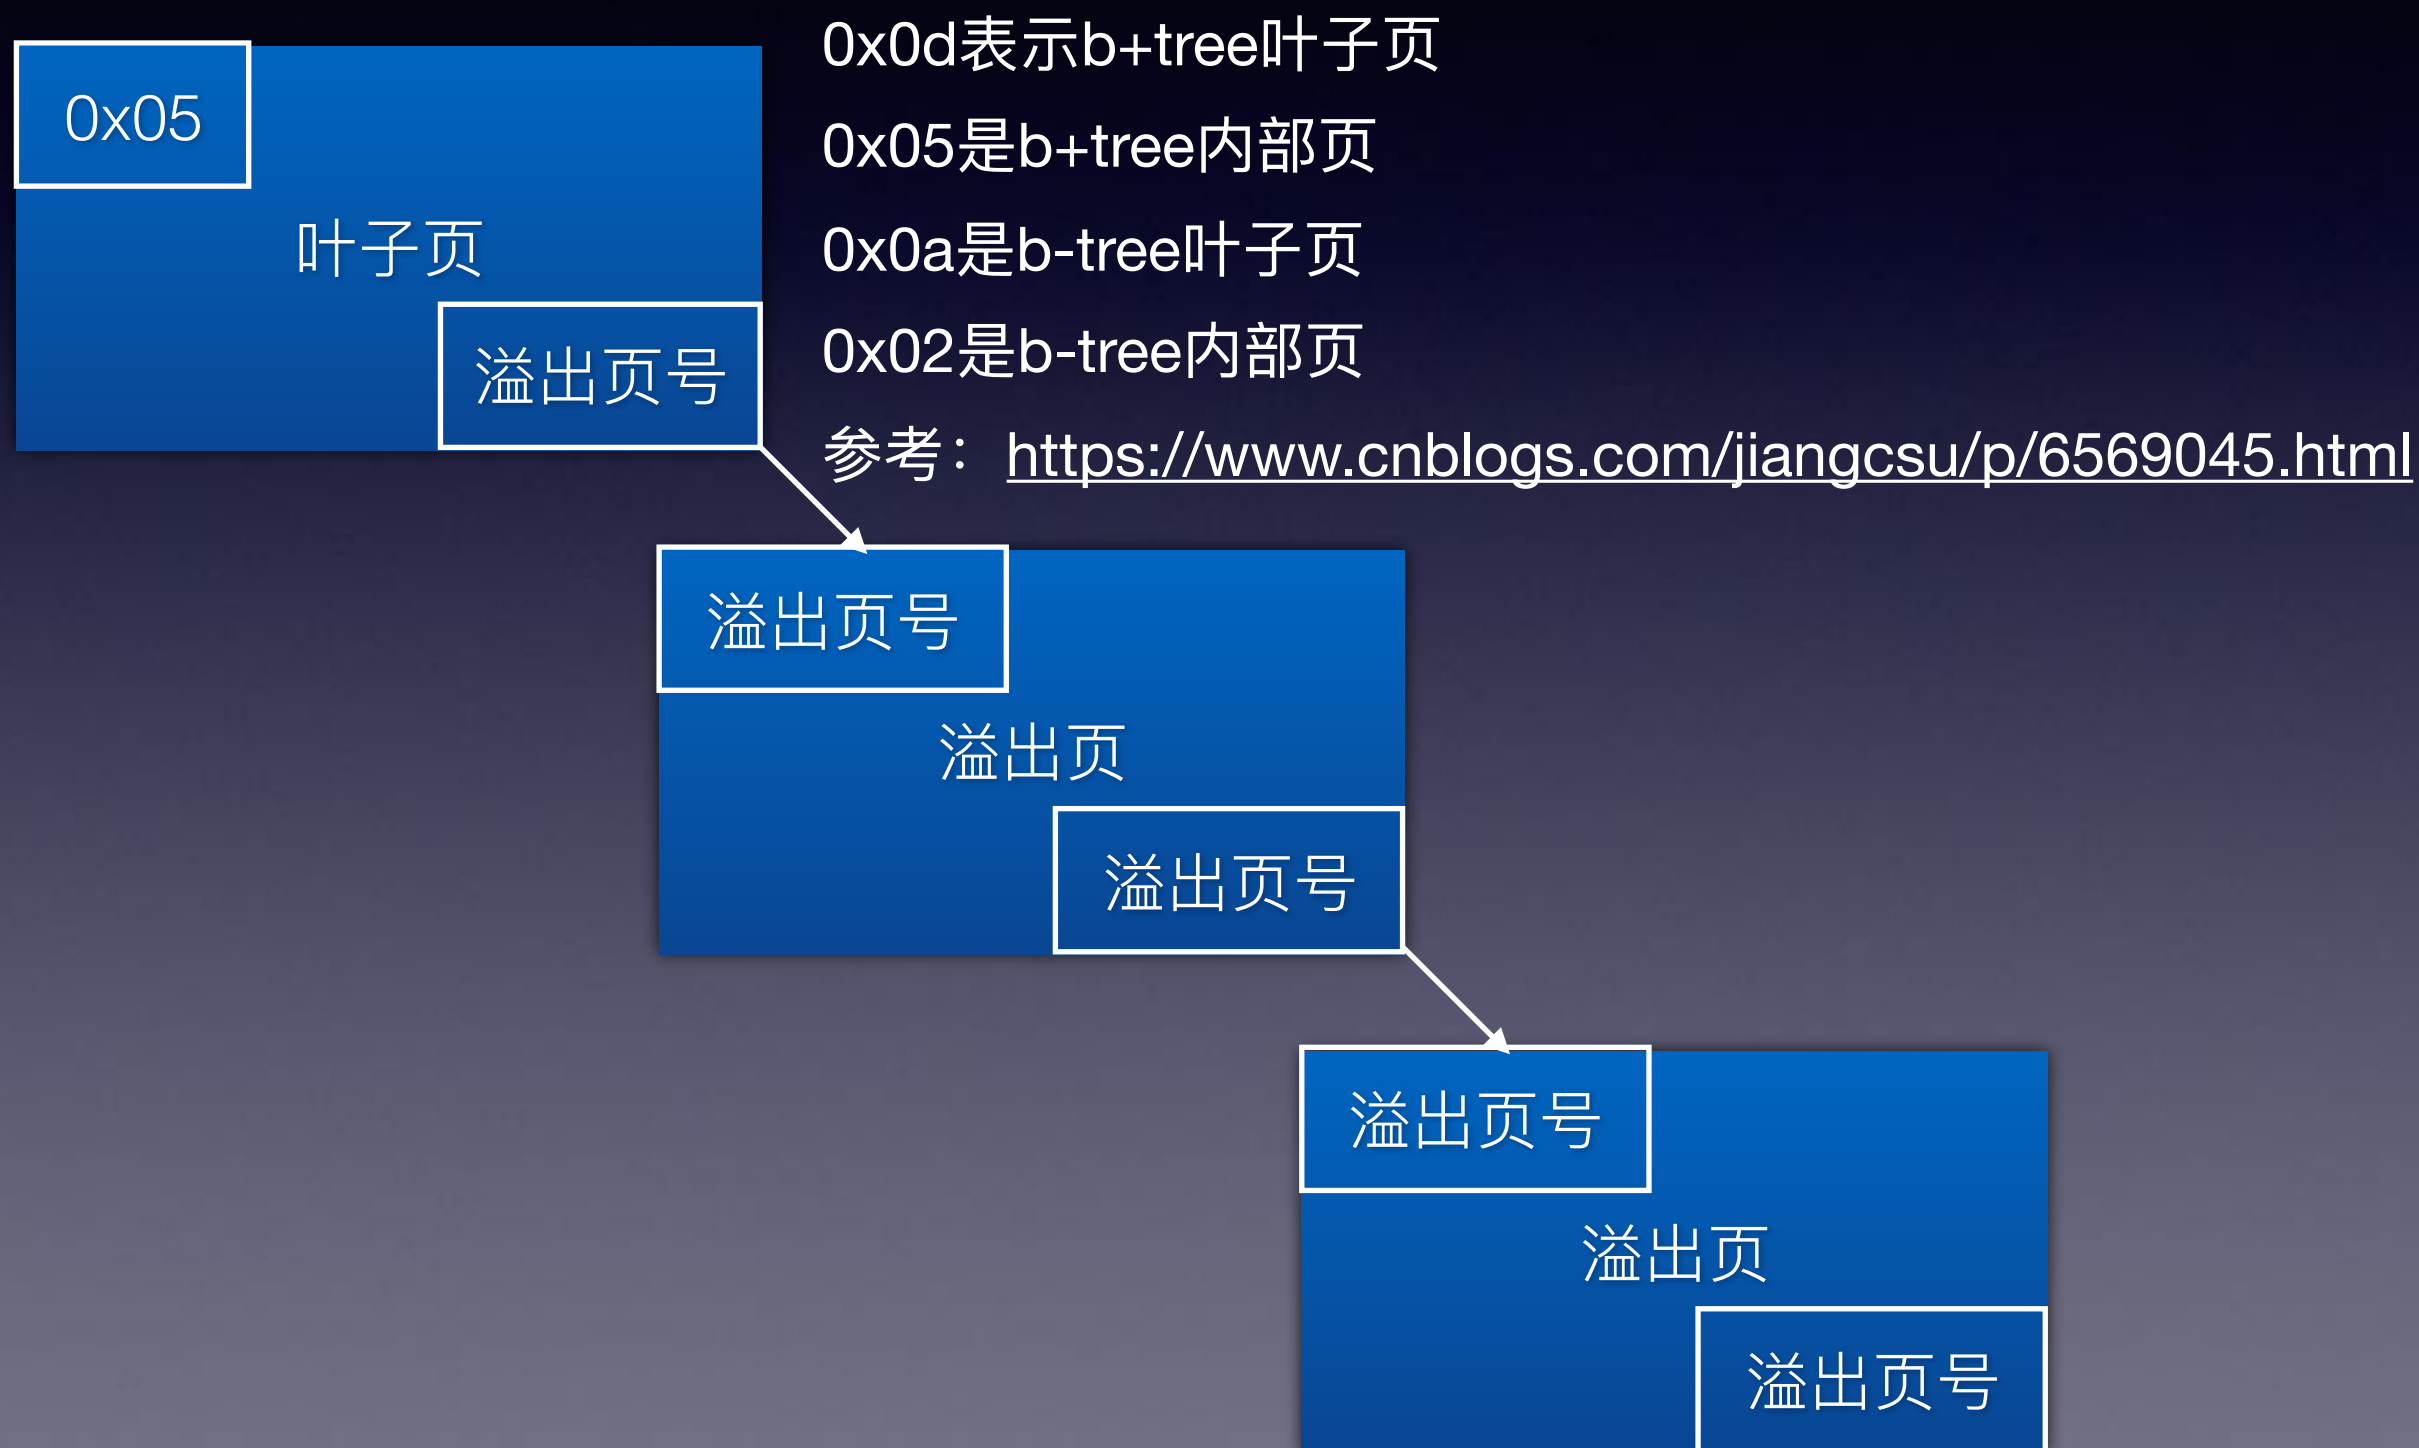 0x0d表示b+tree叶子页
0x05是b+tree内部页
0x0a是b-tree叶子页
0x02是b-tree内部页
参考：https://www.cnblogs.com/jiangcsu/p/6569045.html
0x05
叶子页
溢出页号
溢出页号
溢出页
溢出页号
溢出页号
溢出页
溢出页号